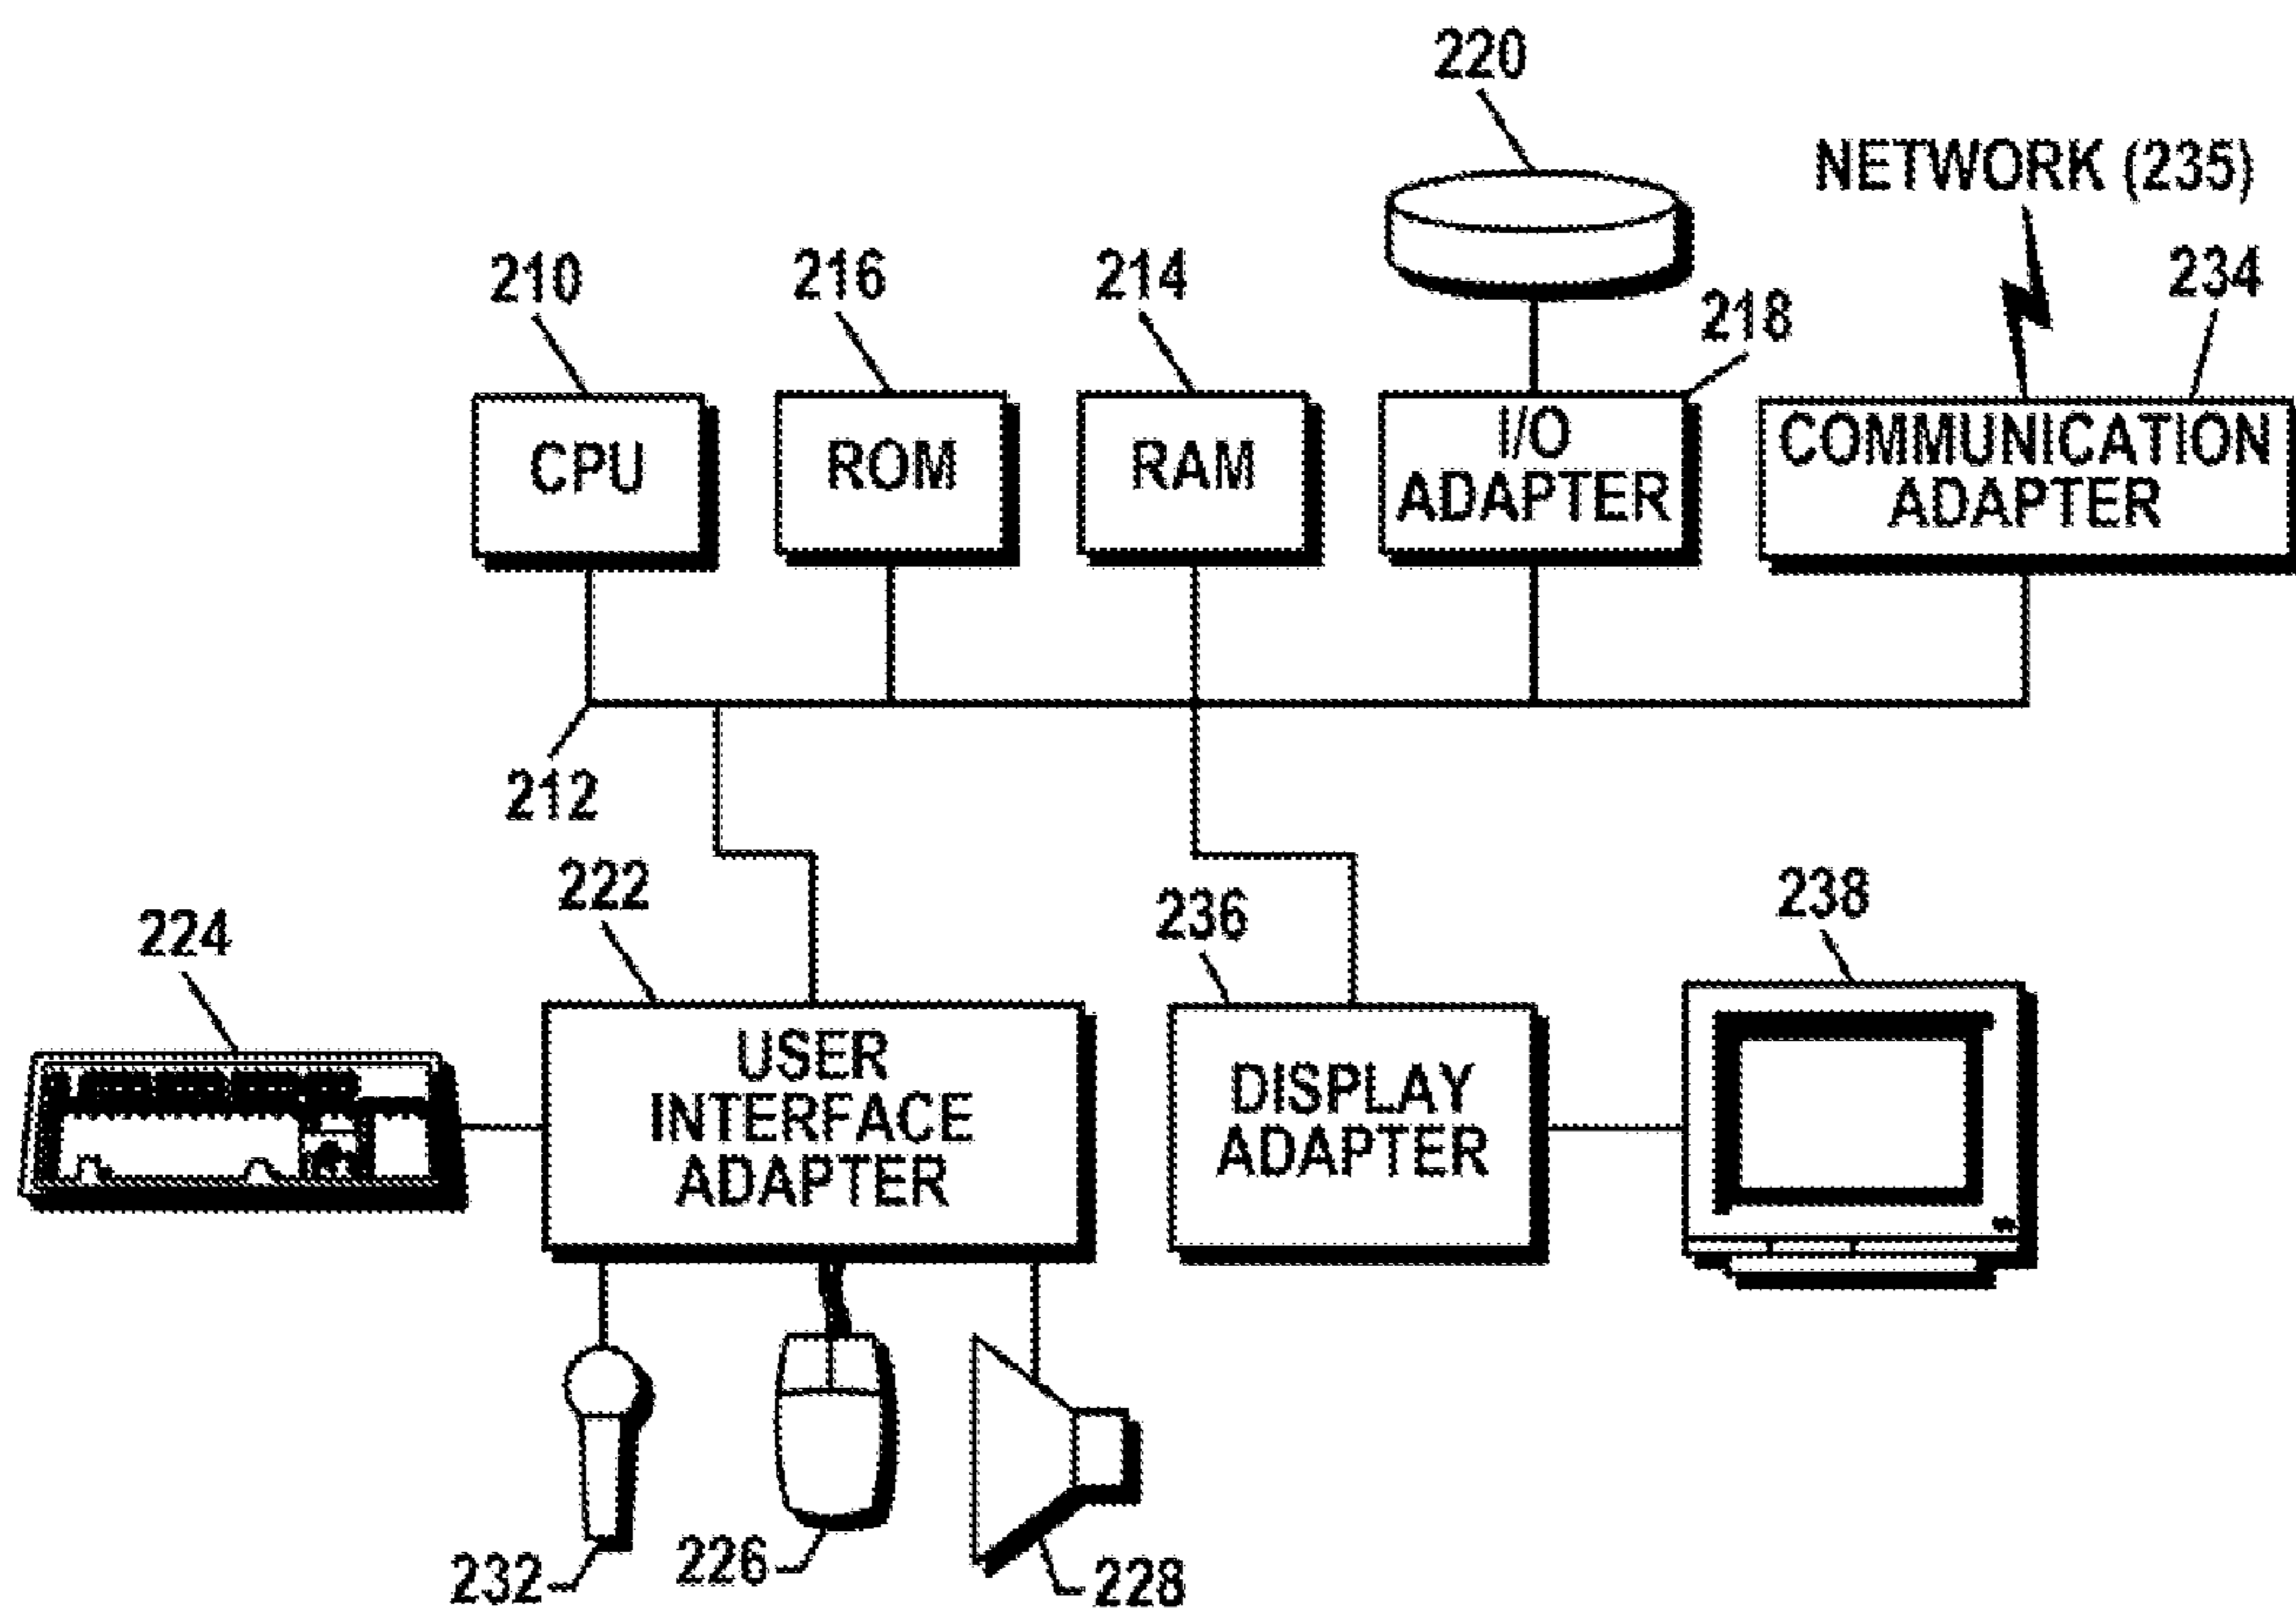 220
NETWORK (235)
210
216
214
218
234
CPU
ROM
RAM
I/O
ADAPTER
COMMUNICATION
ADAPTER
212
222
224
236
238
USER
INTERFACE
ADAPTER
DISPLAY
ADAPTER
232
226
228